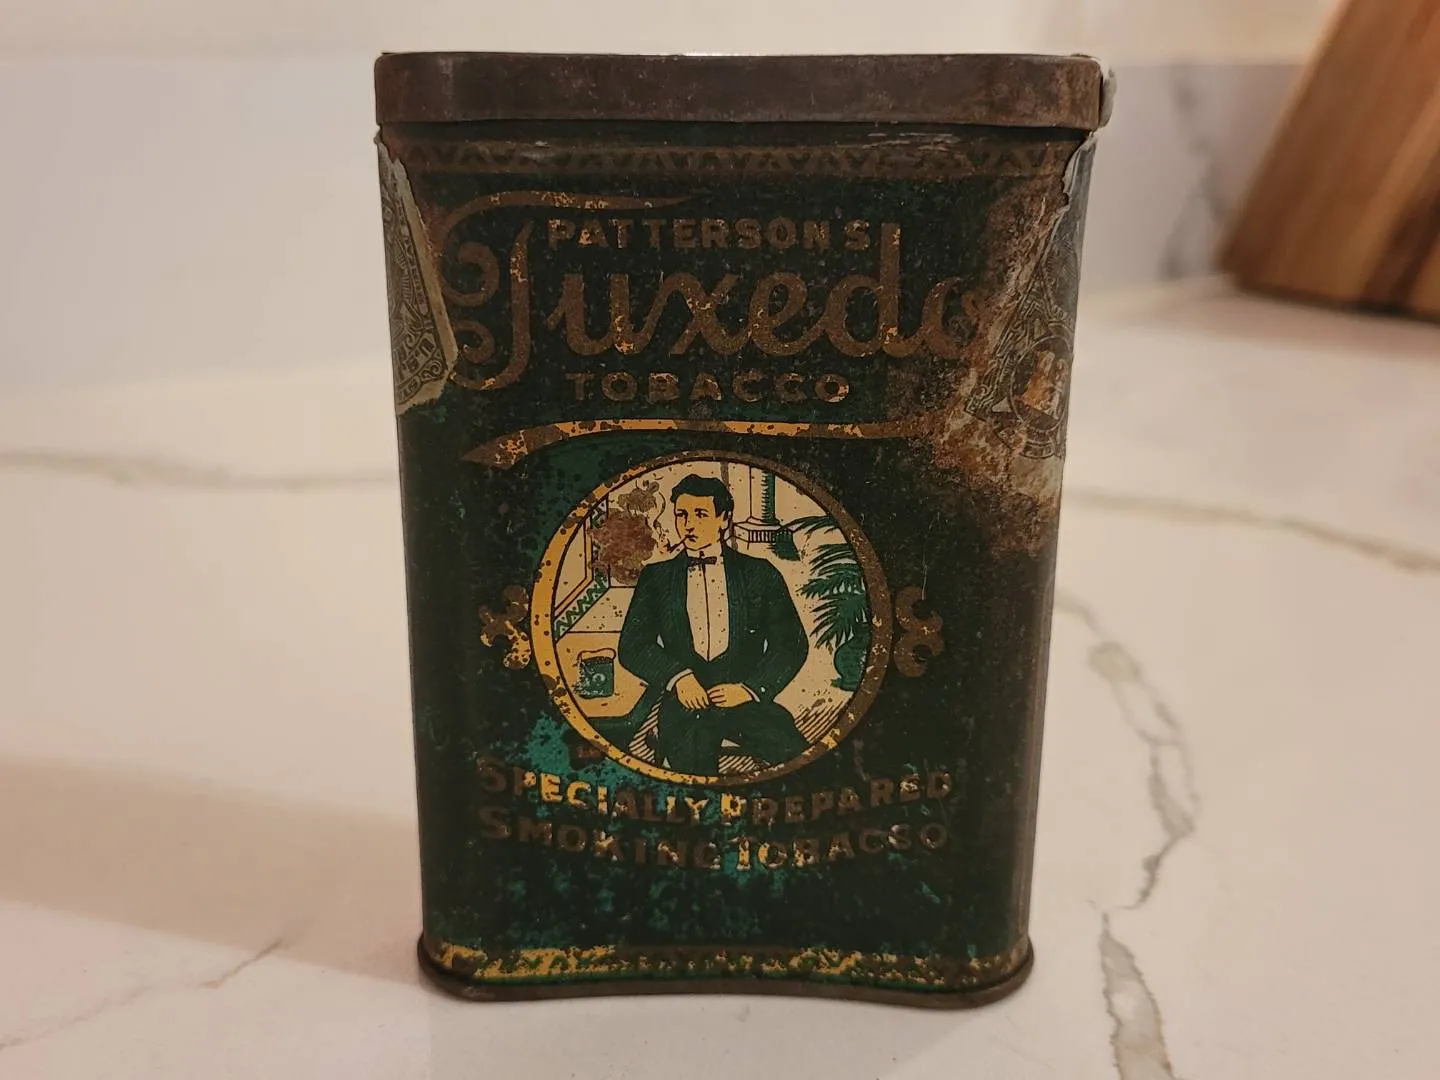 PATTERSON'S
Tuxedo
TOBACCO
SPECIALLY PREPARED
SMOKING TOBACCO